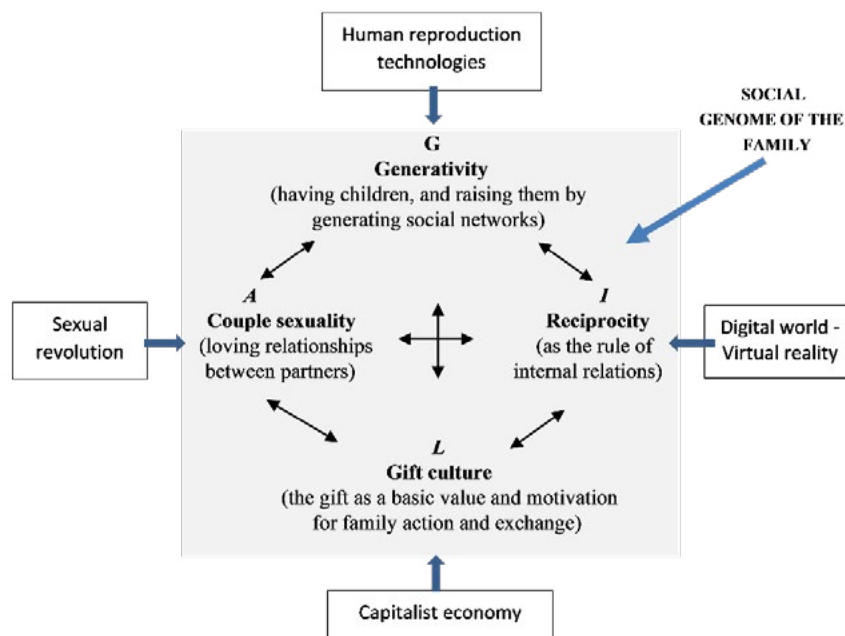 Human reproduction
technologies
SOCIAL
GENOME OF THE
FAMILY
G
Generativity
(having children, and raising them by
generating social networks)
Sexual
revolution
A
Couple sexuality
(loving relationships
between partners)
I
Reciprocity
(as the rule of
internal relations)
Digital world -
Virtual reality
L
Gift culture
(the gift as a basic value and motivation
for family action and exchange)
Capitalist economy